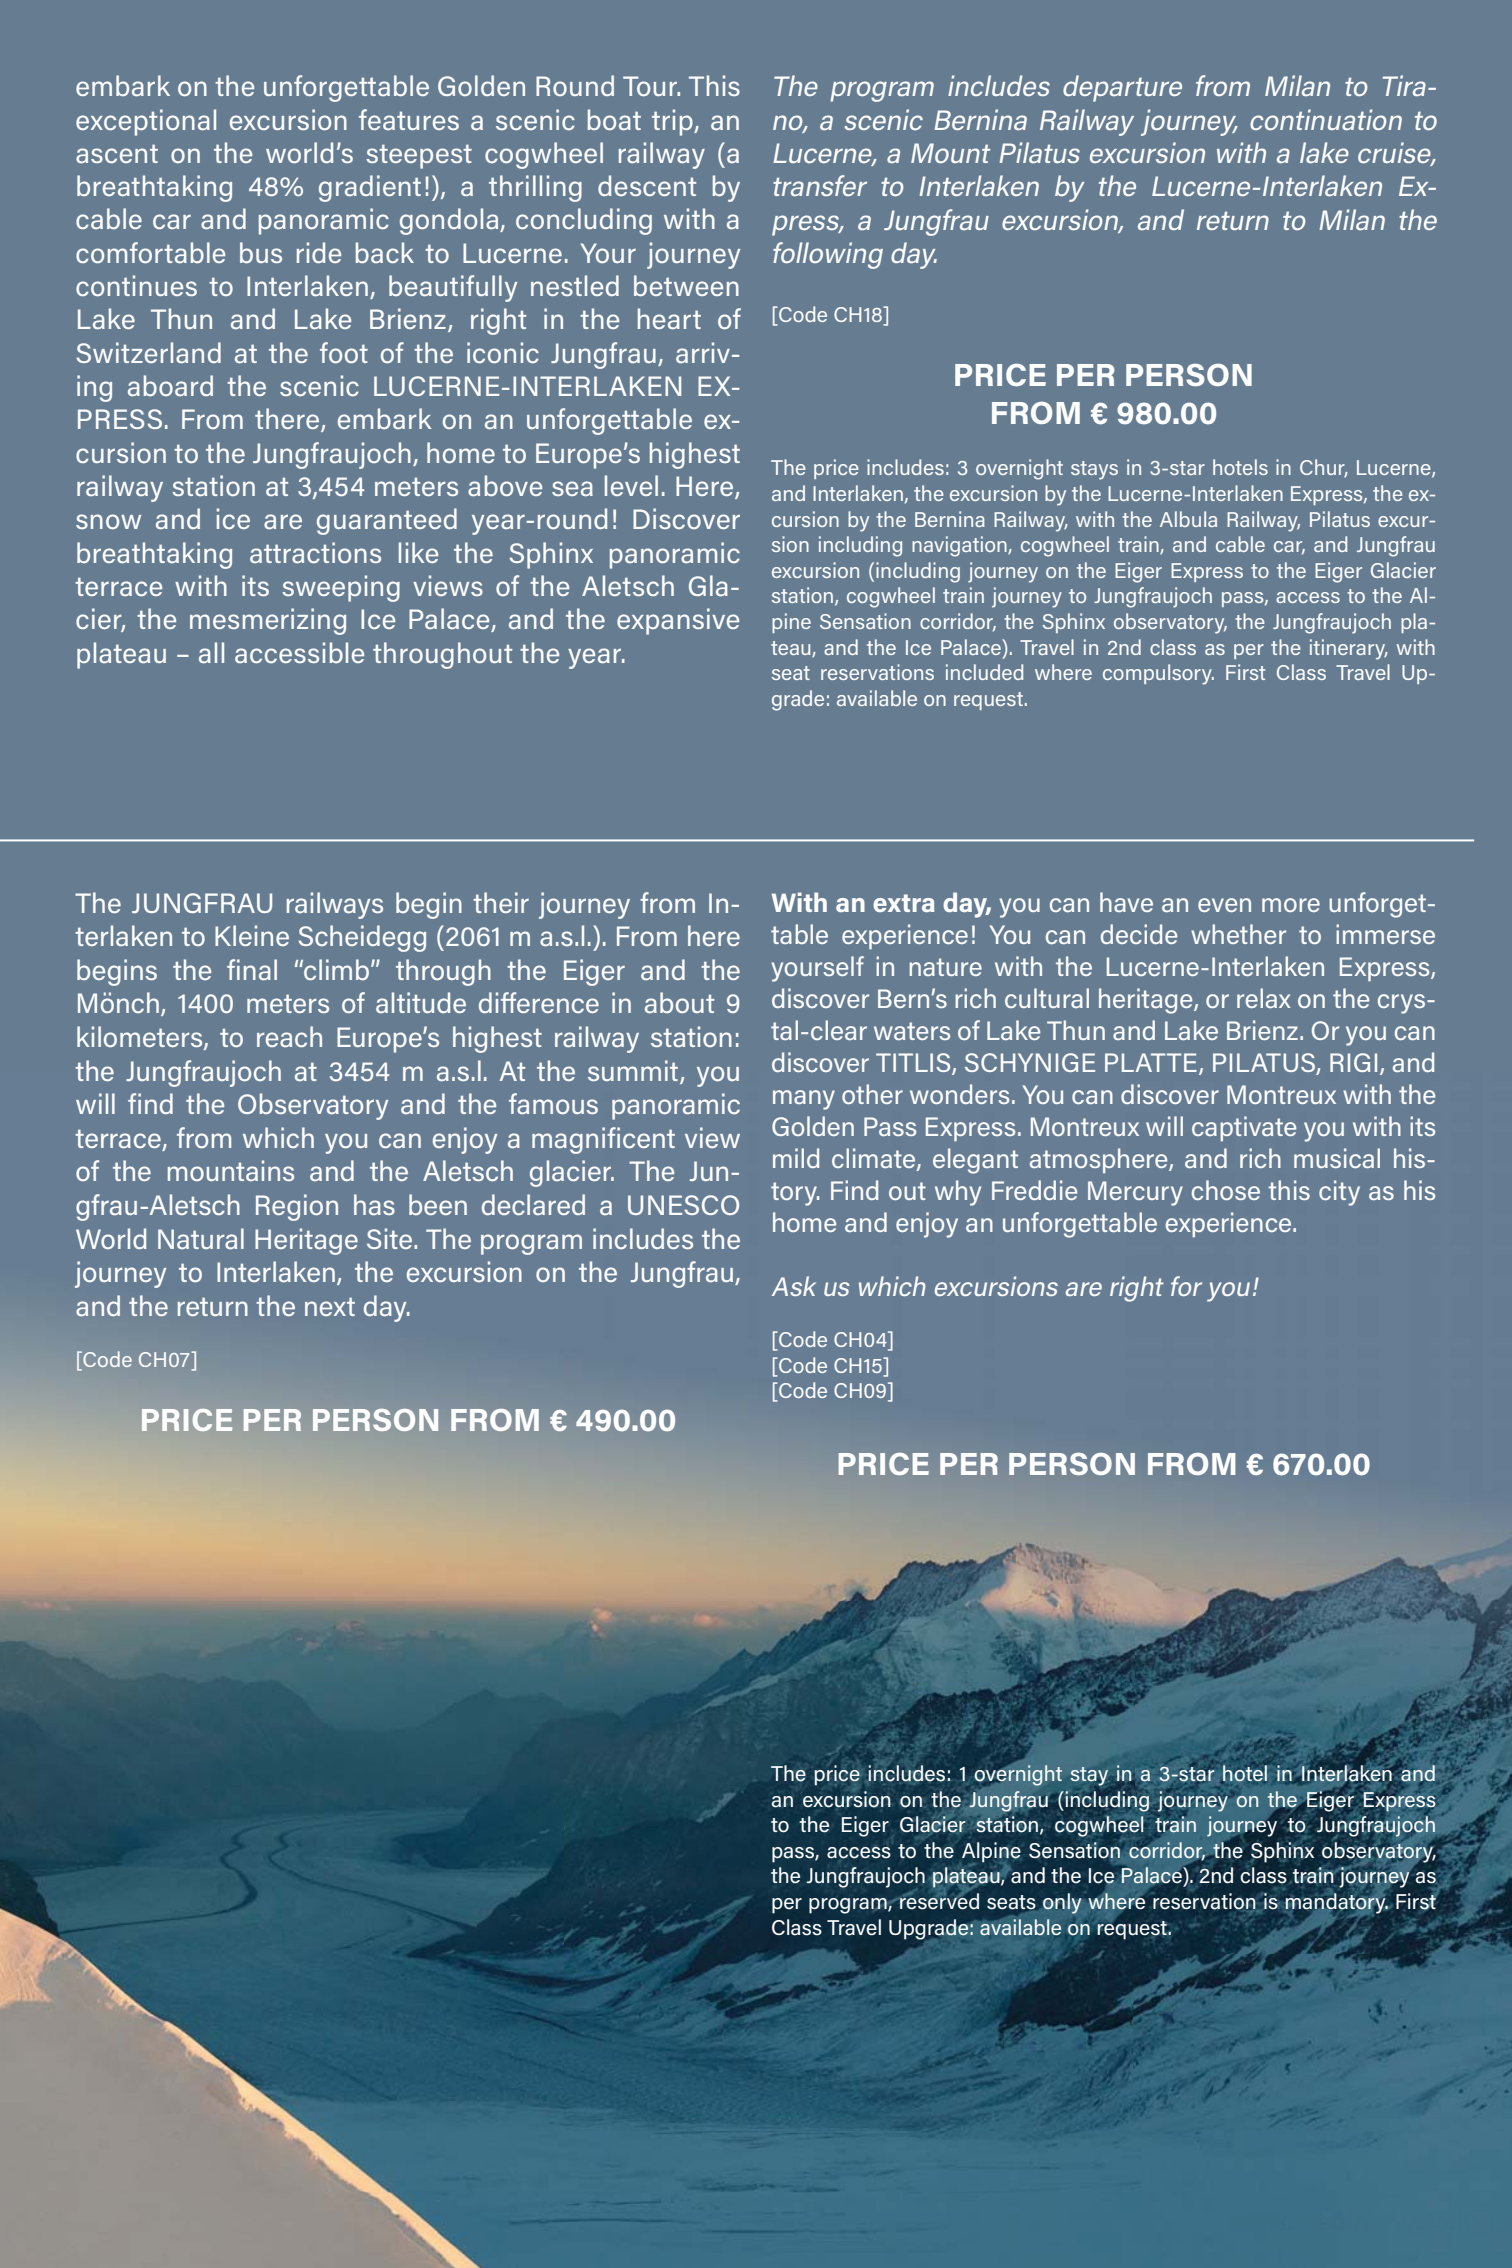 embark on the unforgettable Golden Round Tour. This
exceptional excursion features a scenic boat trip, an
ascent on the world’s steepest cogwheel railway (a
breathtaking 48% gradient!), a thrilling descent by
cable car and panoramic gondola, concluding with a
comfortable bus ride back to Lucerne. Your journey
continues to Interlaken, beautifully nestled between
Lake Thun and Lake Brienz, right in the heart of
Switzerland at the foot of the iconic Jungfrau, arriv-
ing aboard the scenic LUCERNE-INTERLAKEN EX-
PRESS. From there, embark on an unforgettable ex-
cursion to the Jungfraujoch, home to Europe’s highest
railway station at 3,454 meters above sea level. Here,
snow and ice are guaranteed year-round! Discover
breathtaking attractions like the Sphinx panoramic
terrace with its sweeping views of the Aletsch Gla-
cier, the mesmerizing Ice Palace, and the expansive
plateau – all accessible throughout the year.
The program includes departure from Milan to Tira-
no, a scenic Bernina Railway journey, continuation to
Lucerne, a Mount Pilatus excursion with a lake cruise,
transfer to Interlaken by the Lucerne-Interlaken Ex-
press, a Jungfrau excursion, and return to Milan the
following day.
[Code CH18]
PRICE PER PERSON
FROM € 980.00
The price includes: 3 overnight stays in 3-star hotels in Chur, Lucerne,
and Interlaken, the excursion by the Lucerne-Interlaken Express, the ex-
cursion by the Bernina Railway, with the Albula Railway, Pilatus excur-
sion including navigation, cogwheel train, and cable car, and Jungfrau
excursion (including journey on the Eiger Express to the Eiger Glacier
station, cogwheel train journey to Jungfraujoch pass, access to the Al-
pine Sensation corridor, the Sphinx observatory, the Jungfraujoch pla-
teau, and the Ice Palace). Travel in 2nd class as per the itinerary, with
seat reservations included where compulsory. First Class Travel Up-
grade: available on request.
The JUNGFRAU railways begin their journey from In-
terlaken to Kleine Scheidegg (2061 m a.s.l.). From here
begins the final “climb” through the Eiger and the
Mönch, 1400 meters of altitude difference in about 9
kilometers, to reach Europe’s highest railway station:
the Jungfraujoch at 3454 m a.s.l. At the summit, you
will find the Observatory and the famous panoramic
terrace, from which you can enjoy a magnificent view
of the mountains and the Aletsch glacier. The Jun-
gfrau-Aletsch Region has been declared a UNESCO
World Natural Heritage Site. The program includes the
journey to Interlaken, the excursion on the Jungfrau,
and the return the next day.
[Code CH07]
PRICE PER PERSON FROM € 490.00
With an extra day, you can have an even more unforget-
table experience! You can decide whether to immerse
yourself in nature with the Lucerne-Interlaken Express,
discover Bern’s rich cultural heritage, or relax on the crys-
tal-clear waters of Lake Thun and Lake Brienz. Or you can
discover TITLIS, SCHYNIGE PLATTE, PILATUS, RIGI, and
many other wonders. You can discover Montreux with the
Golden Pass Express. Montreux will captivate you with its
mild climate, elegant atmosphere, and rich musical his-
tory. Find out why Freddie Mercury chose this city as his
home and enjoy an unforgettable experience.
Ask us which excursions are right for you!
[Code CH04]
[Code CH15]
[Code CH09]
PRICE PER PERSON FROM € 670.00
The price includes: 1 overnight stay in a 3-star hotel in Interlaken and
an excursion on the Jungfrau (including journey on the Eiger Express
to the Eiger Glacier station, cogwheel train journey to Jungfraujoch
pass, access to the Alpine Sensation corridor, the Sphinx observatory,
the Jungfraujoch plateau, and the Ice Palace). 2nd class train journey as
per program, reserved seats only where reservation is mandatory. First
Class Travel Upgrade: available on request.